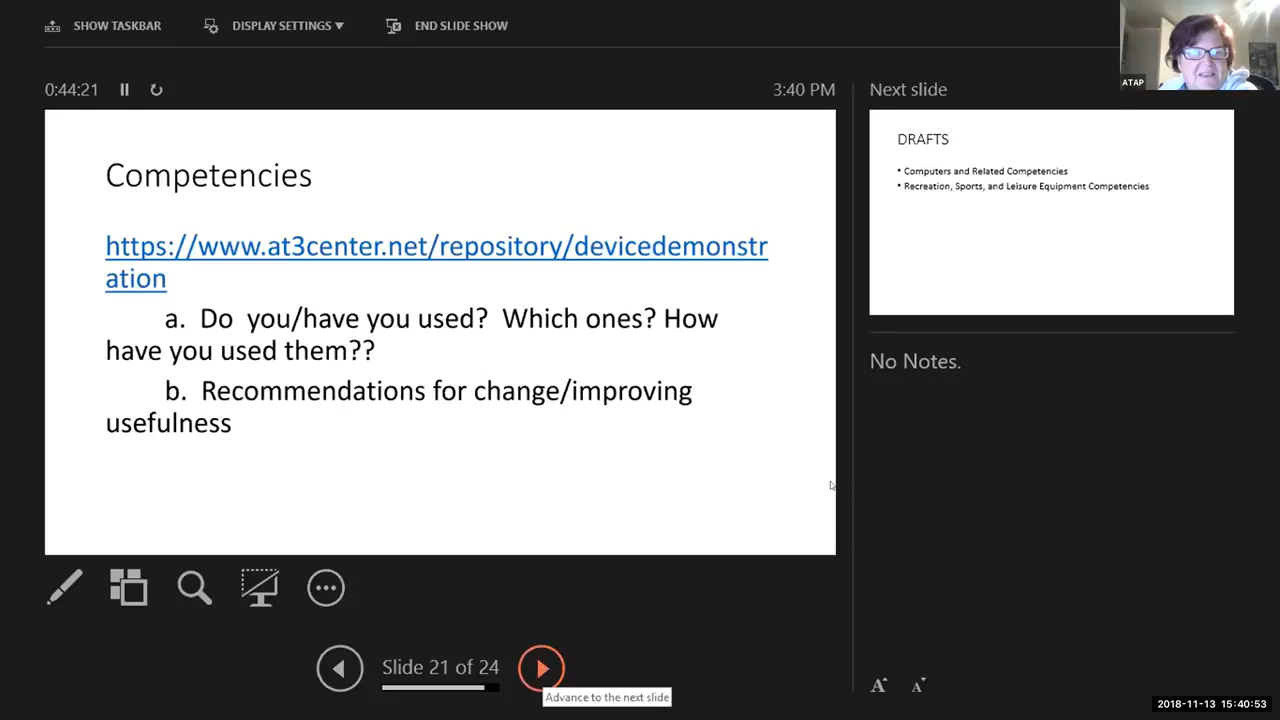 SHOW TASKBAR
DISPLAY SETTINGS ▼
END SLIDE SHOW
ATAP
0:44:21
3:40 PM
Next slide
Competencies
https://www.at3center.net/repository/devicedemonstr
ation
a. Do you/have you used? Which ones? How
have you used them??
b. Recommendations for change/improving
usefulness
DRAFTS
• Computers and Related Competencies
• Recreation, Sports, and Leisure Equipment Competencies
No Notes.
Slide 21 of 24
Advance to the next slide
A A
2018-11-13 15:40:53